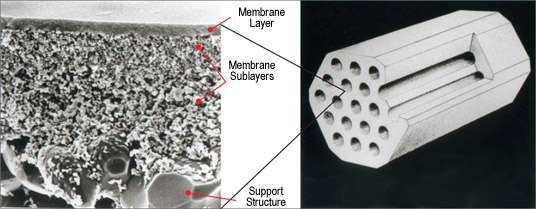 Membrane
Layer
Membrane
Sublayers
Support
Structure